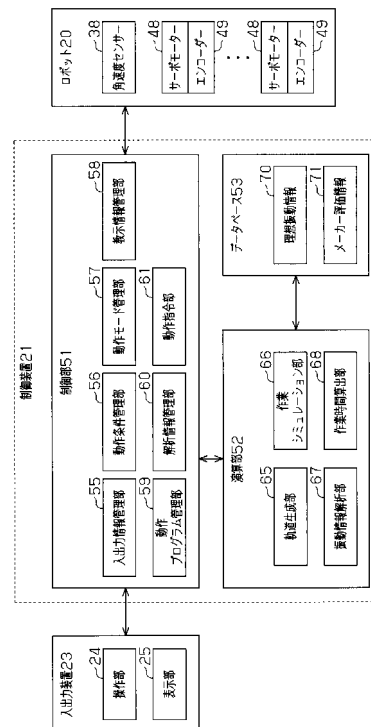 制御装置21
入出力装置23
操作部
24
表示部
25
制御部51
入出力情報管理部
55
動作条件管理部
56
動作モード管理部
57
教示情報管理部
58
動作
プログラム管理部
59
解析情報管理部
60
動作指令部
61
ロボット20
角速度センサー
38
サーボモーター
48
エンコーダー
49
サーボモーター
48
エンコーダー
49
演算部52
軌道生成部
65
作業
シミュレーション部
66
振動情報解析部
67
作業時間算出部
68
データベース53
理想振動情報
70
メーカー評価情報
71